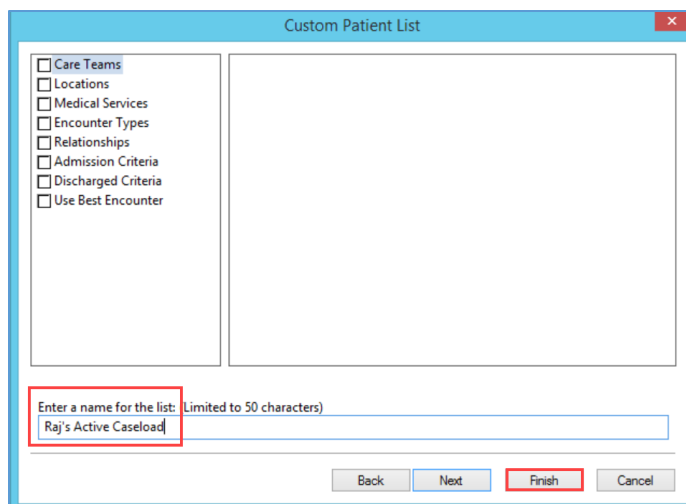 Custom Patient List
Care Teams
Locations
Medical Services
Encounter Types
Relationships
Admission Criteria
Discharged Criteria
Use Best Encounter
Enter a name for the list: (Limited to 50 characters)
Raj's Active Caseload
Back Next Finish Cancel